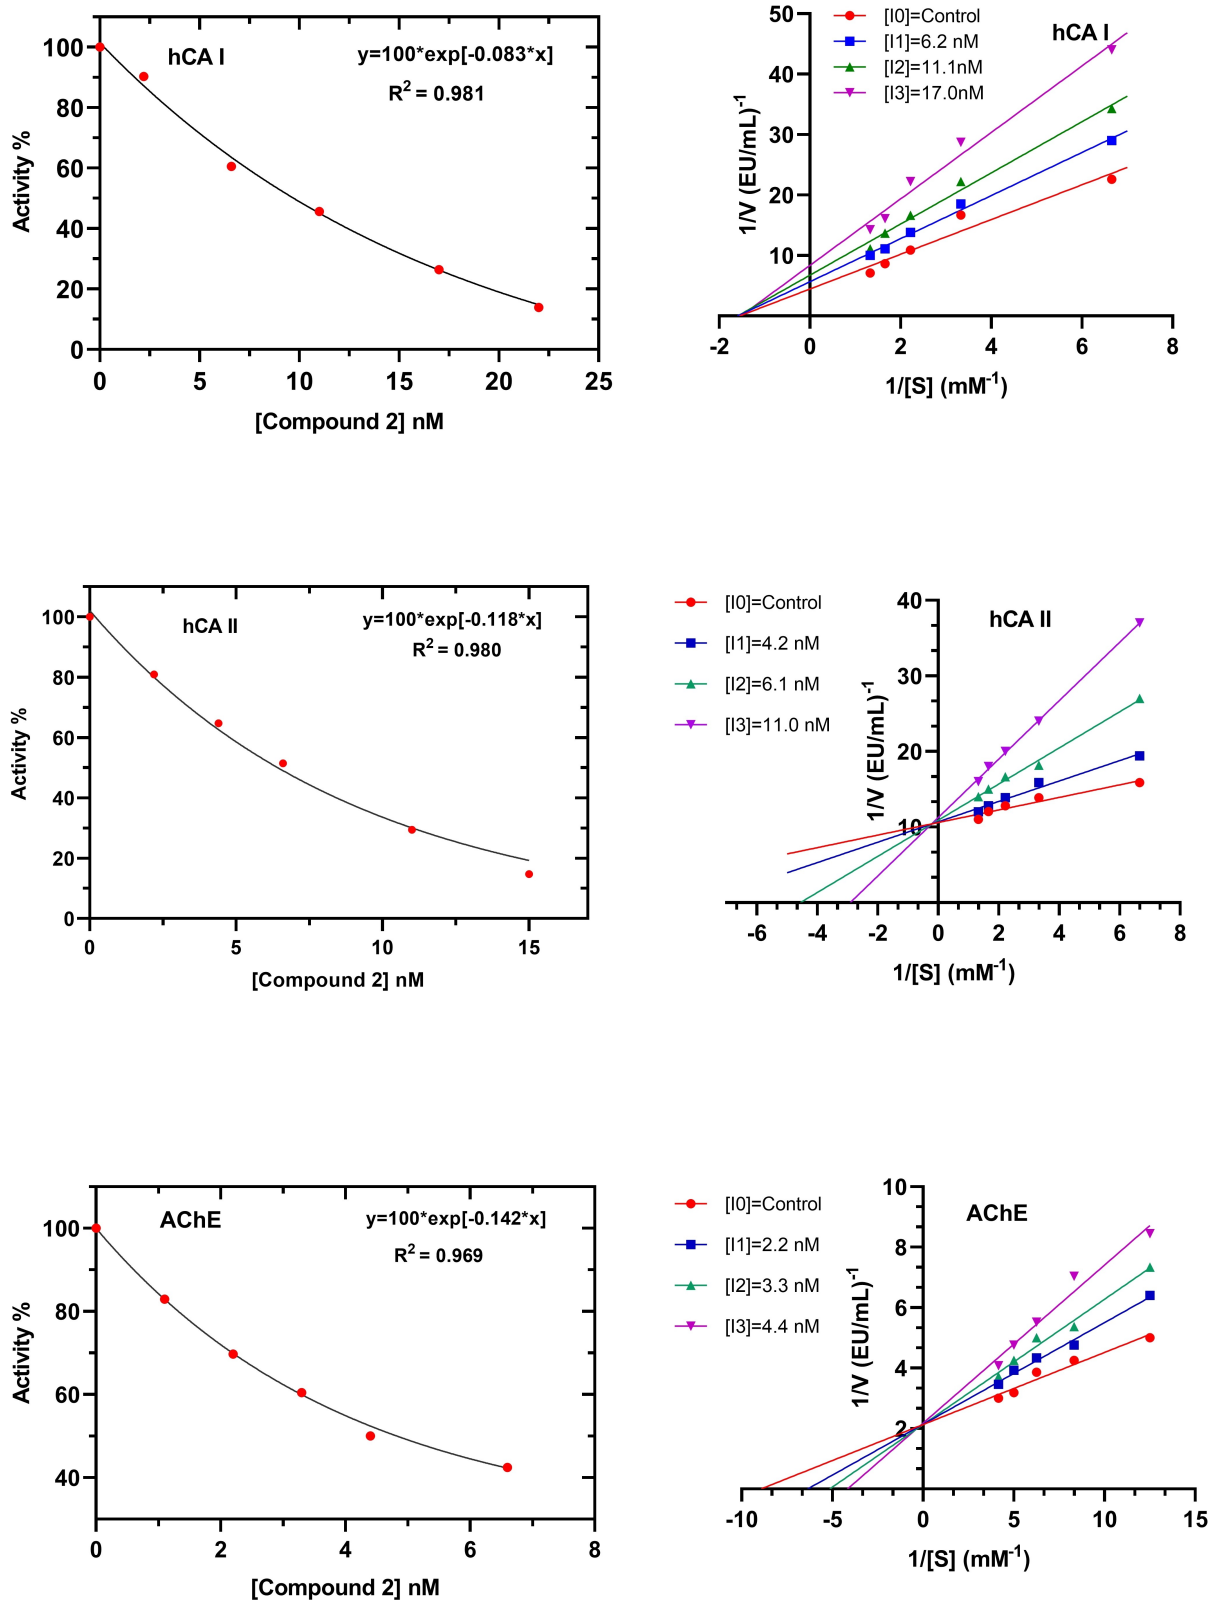 hCA I
y=100*exp[-0.083*x]
R2 = 0.981
Activity %
100
80
60
40
20
0
0 5 10 15 20 25
[Compound 2] nM
[I0]=Control
[I1]=6.2 nM
[I2]=11.1nM
[I3]=17.0nM
hCA I
1/V (EU/mL)-1
50
40
30
20
10
-2 0 2 4 6 8
1/[S] (mM-1)
hCA II
y=100*exp[-0.118*x]
R2 = 0.980
Activity %
100
80
60
40
20
0
0 5 10 15
[Compound 2] nM
[I0]=Control
[I1]=4.2 nM
[I2]=6.1 nM
[I3]=11.0 nM
hCA II
1/V (EU/mL)-1
40
30
20
10
-6 -4 -2 0 2 4 6 8
1/[S] (mM-1)
AChE
y=100*exp[-0.142*x]
R2 = 0.969
Activity %
100
80
60
40
0 2 4 6 8
[Compound 2] nM
[I0]=Control
[I1]=2.2 nM
[I2]=3.3 nM
[I3]=4.4 nM
AChE
1/V (EU/mL)-1
10
8
6
4
2
-10 -5 0 5 10 15
1/[S] (mM-1)